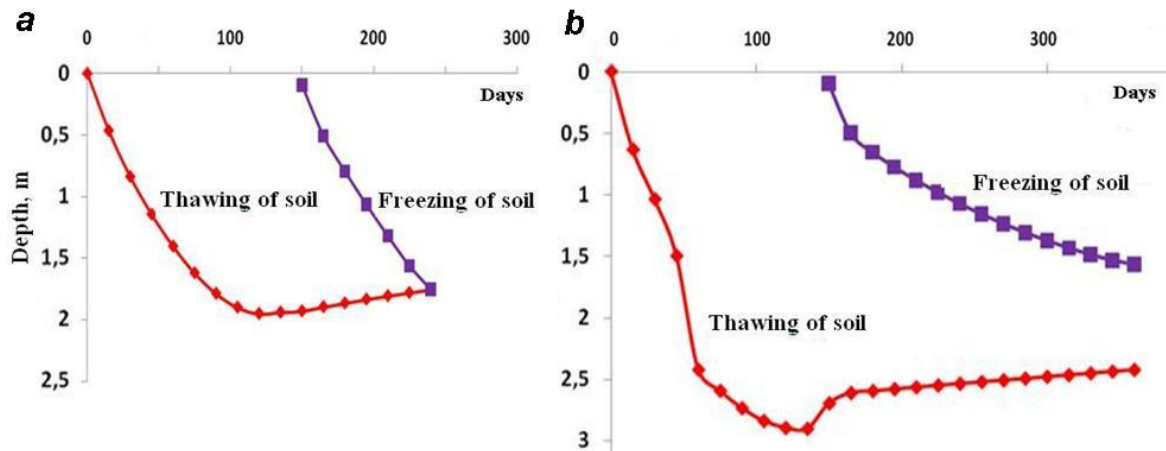 a
0 100 200 300
Days
0
0,5
1
1,5
2
2,5
Depth, m
Thawing of soil
Freezing of soil
b
0 100 200 300
Days
0
0,5
1
1,5
2
2,5
3
Freezing of soil
Thawing of soil